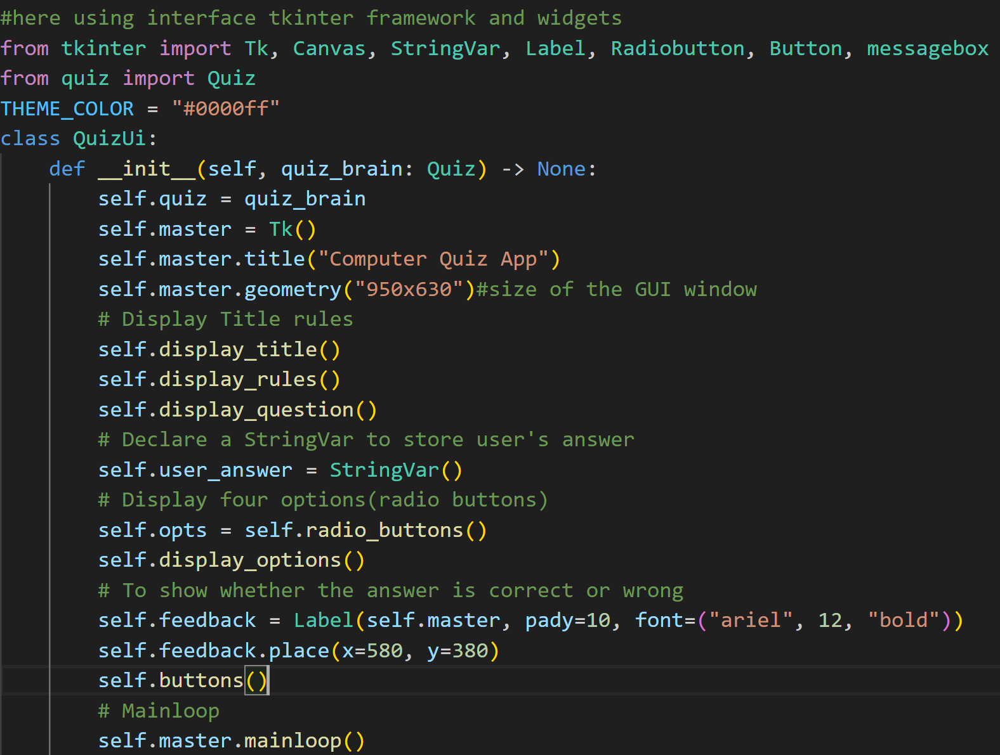 #here using interface tkinter framework and widgets
from tkinter import Tk, Canvas, StringVar, Label, Radiobutton, Button, messagebox
from quiz import Quiz
THEME_COLOR = "#0000ff"
class QuizUi:
    def __init__(self, quiz_brain: Quiz) -> None:
        self.quiz = quiz_brain
        self.master = Tk()
        self.master.title("Computer Quiz App")
        self.master.geometry("950x630")#size of the GUI window
        # Display Title rules
        self.display_title()
        self.display_rules()
        self.display_question()
        # Declare a StringVar to store user's answer
        self.user_answer = StringVar()
        # Display four options(radio buttons)
        self.opts = self.radio_buttons()
        self.display_options()
        # To show whether the answer is correct or wrong
        self.feedback = Label(self.master, pady=10, font=("ariel", 12, "bold"))
        self.feedback.place(x=580, y=380)
        self.buttons()
        # Mainloop
        self.master.mainloop()